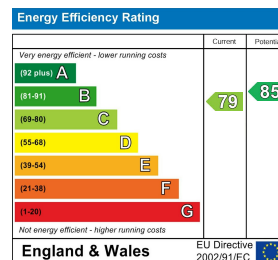 Energy Efficiency Rating
Current Potentia
Very energy efficient - lower running costs
(92 plus) A
(81-91) B
(69-80) C
(55-68) D
(39-54) E
(21-38) F
(1-20) G
79
85
Not energy efficient - higher running costs
England & Wales
EU Directive
2002/91/EC